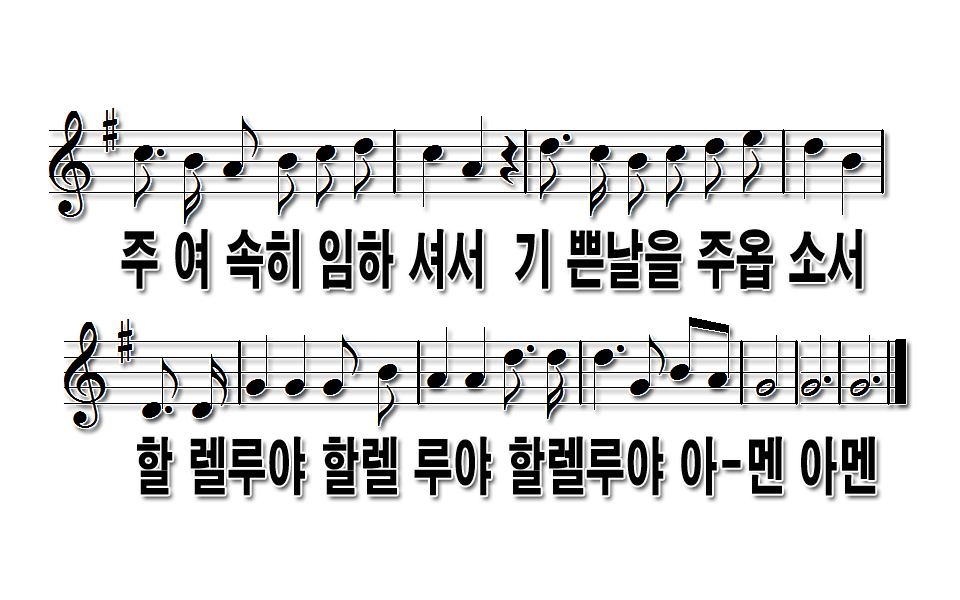 주 여 속히 임하 셔서 기 쁜날을 주옵 소서
할 렐루야 할렐 루야 할렐루야 아-멘 아멘